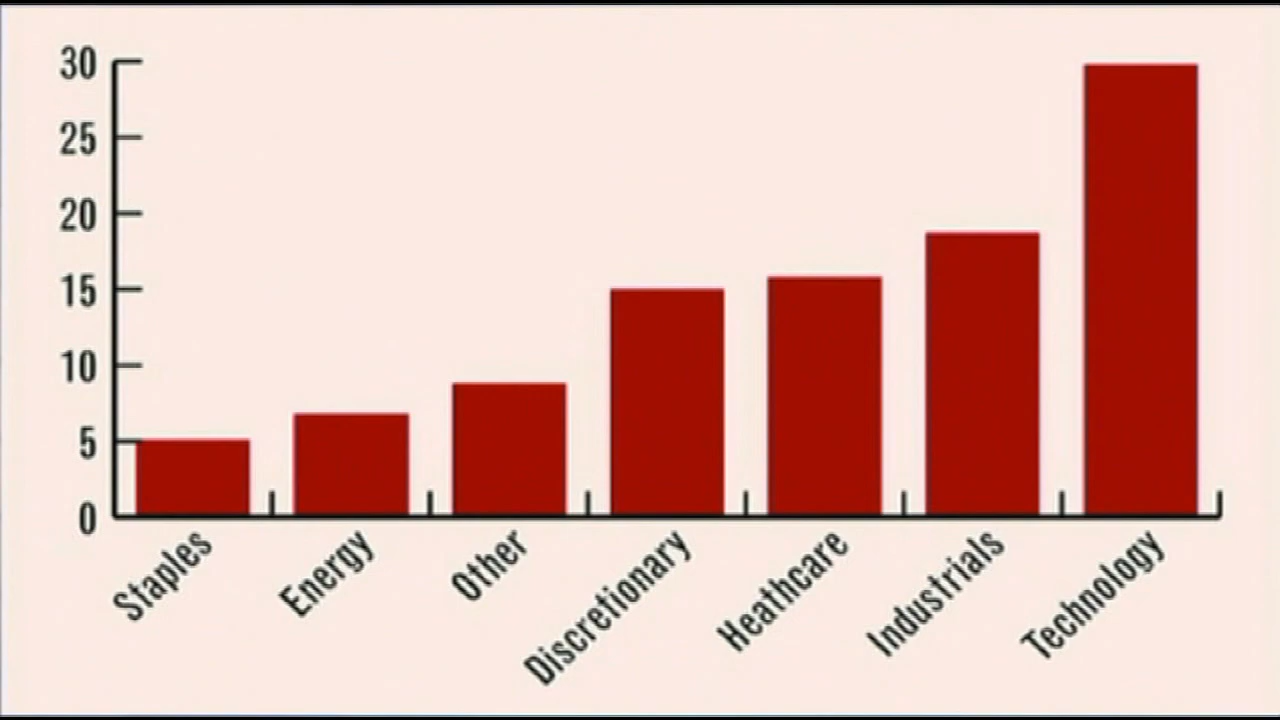 30
25
20
15
10
5
0
Staples
Energy
Other
Discretionary
Heathcare
Industrials
Technology